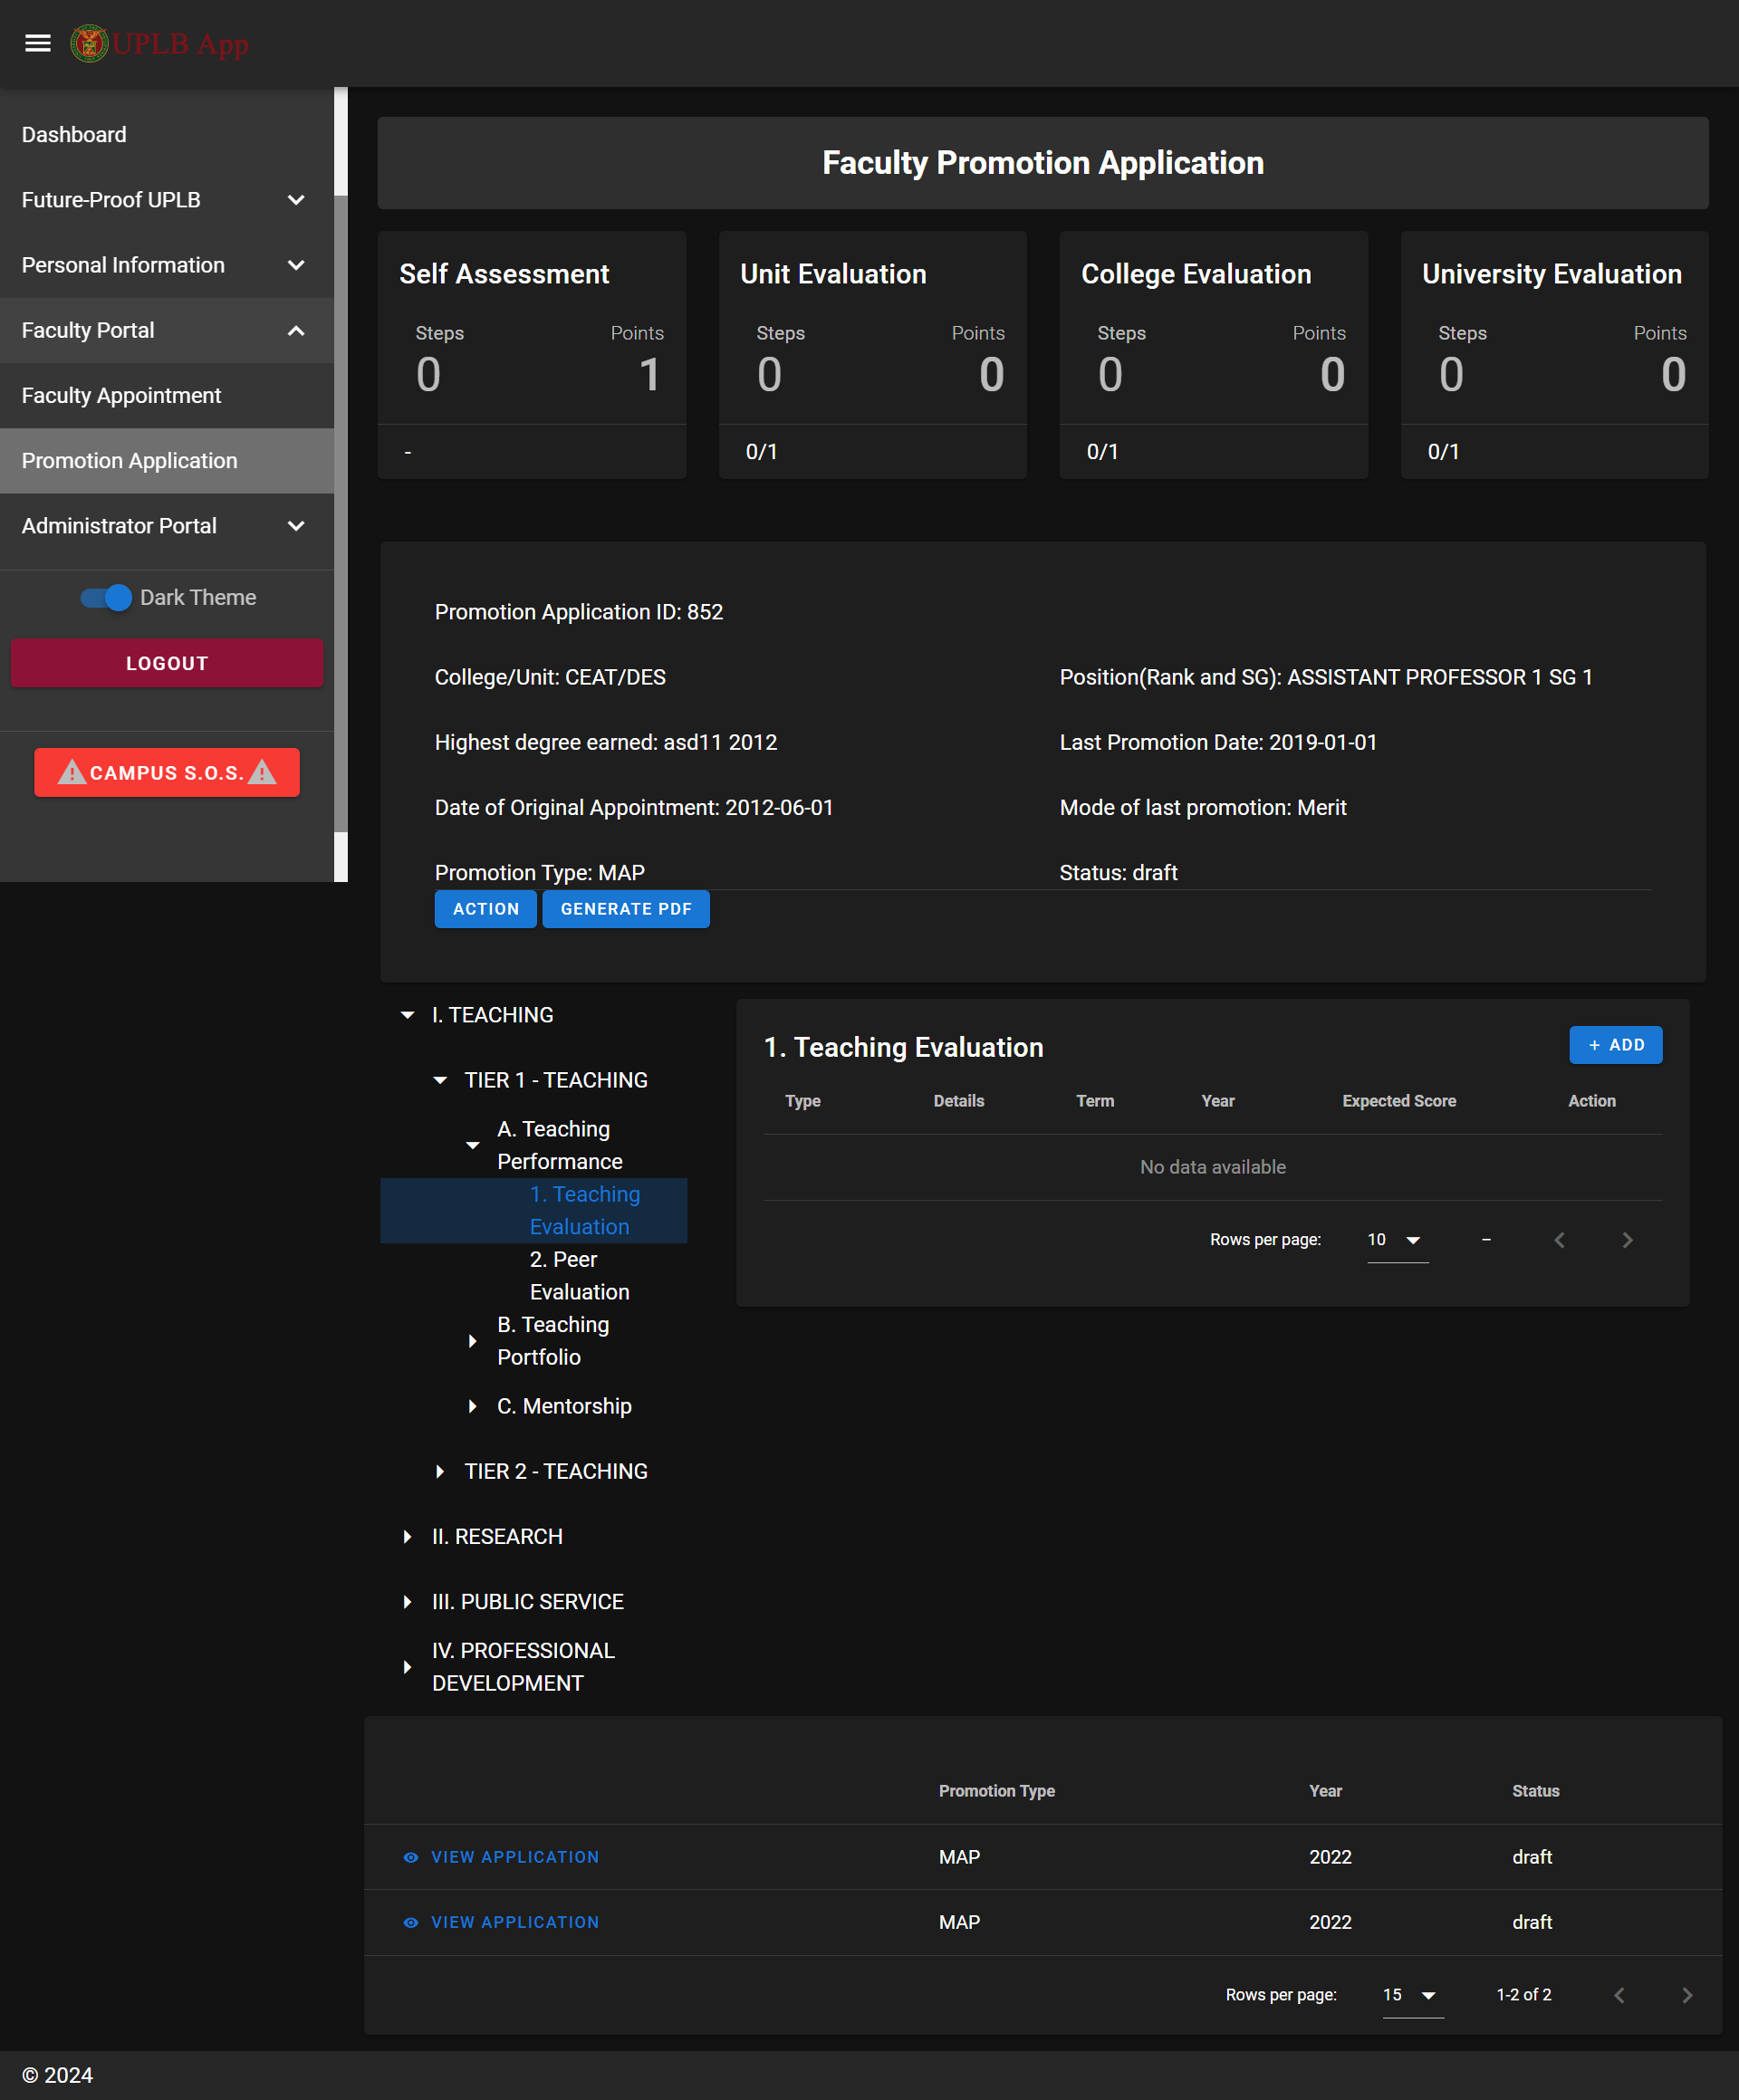 UPLB App
Dashboard
Future-Proof UPLB
Personal Information
Faculty Portal
Faculty Appointment
Promotion Application
Administrator Portal
Dark Theme
LOGOUT
CAMPUS S.O.S.
Faculty Promotion Application
Self Assessment
Steps Points
0 1
-
Unit Evaluation
Steps Points
0 0
0/1
College Evaluation
Steps Points
0 0
0/1
University Evaluation
Steps Points
0 0
0/1
Promotion Application ID: 852
College/Unit: CEAT/DES
Position(Rank and SG): ASSISTANT PROFESSOR 1 SG 1
Highest degree earned: asd11 2012
Last Promotion Date: 2019-01-01
Date of Original Appointment: 2012-06-01
Mode of last promotion: Merit
Promotion Type: MAP
Status: draft
ACTION
GENERATE PDF
I. TEACHING
TIER 1 - TEACHING
A. Teaching
Performance
1. Teaching
Evaluation
2. Peer
Evaluation
B. Teaching
Portfolio
C. Mentorship
TIER 2 - TEACHING
II. RESEARCH
III. PUBLIC SERVICE
IV. PROFESSIONAL
DEVELOPMENT
1. Teaching Evaluation
+ ADD
Type Details Term Year Expected Score Action
No data available
Rows per page: 10 –
Promotion Type Year Status
VIEW APPLICATION MAP 2022 draft
VIEW APPLICATION MAP 2022 draft
Rows per page: 15 1-2 of 2
© 2024